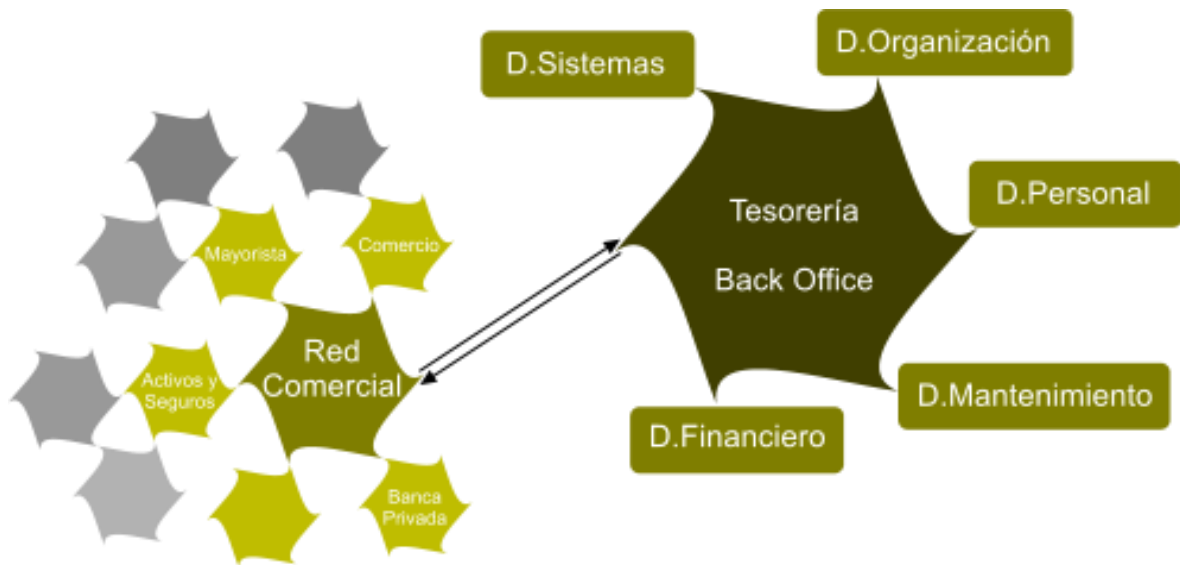 D.Sistemas
D.Organización
D.Personal
Tesorería
Back Office
D.Mantenimiento
D.Financiero
Mayorista
Comercio
Red
Comercial
Activos y
Seguros
Banca
Privada